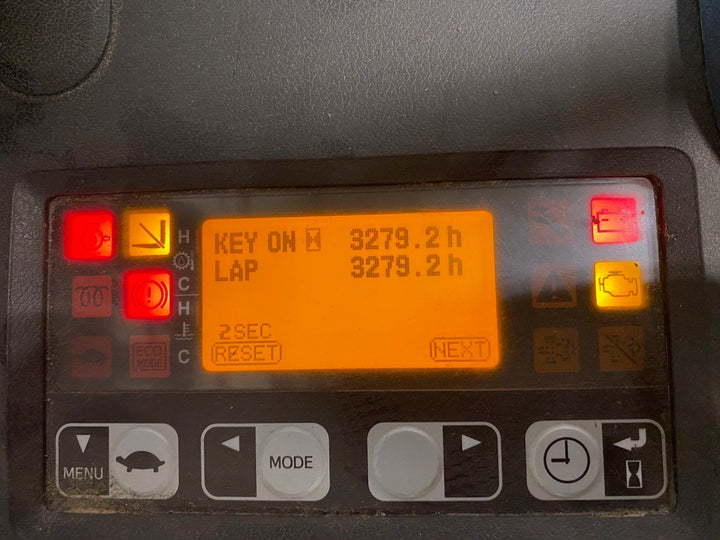 KEY ON 3279.2 h
LAP 3279.2 h
2SEC
RESET NEXT
H
C
H
C
ECO
MODE
MENU
MODE